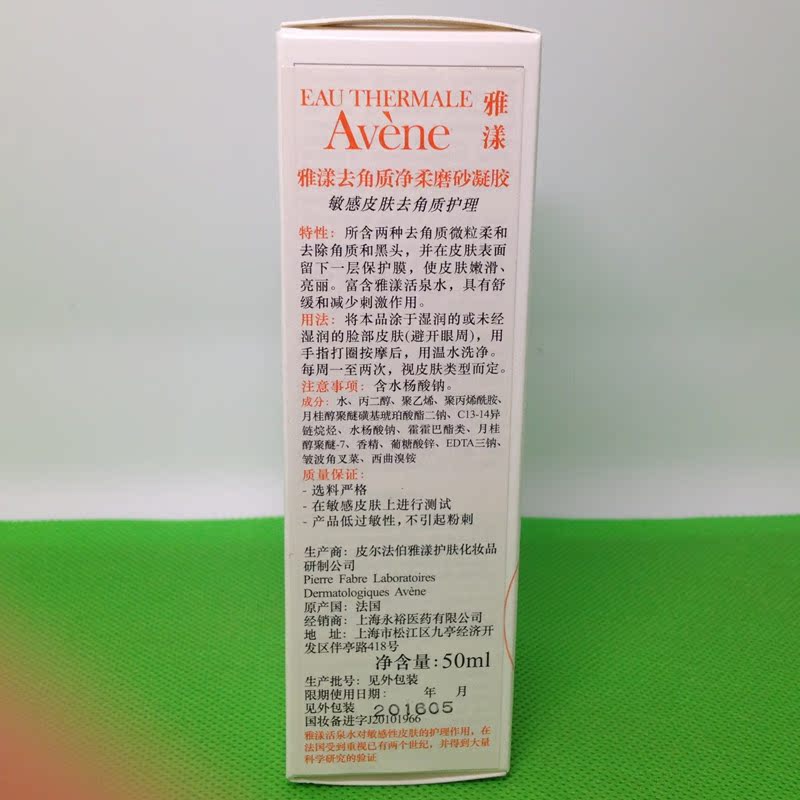 EAU THERMALE
Avène
雅漾
雅漾去角质净柔磨砂凝胶
敏感皮肤去角质护理
特性：所含两种去角质微粒柔和
去除角质和黑头，并在皮肤表面
留下一层保护膜，使皮肤嫩滑、
亮丽。富含雅漾活泉水，具有舒
缓和减少刺激作用。
用法：将本品涂于湿润的或未经
湿润的脸部皮肤(避开眼周)，用
手指打圈按摩后，用温水洗净。
每周一至两次，视皮肤类型而定。
注意事项：含水杨酸钠。
成分：水、丙二醇、聚乙烯、聚丙烯酰胺、
月桂醇聚醚磺基琥珀酸酯二钠、C13-14异
链烷烃、水杨酸钠、霍霍巴酯类、月桂
醇聚醚-7、香精、葡糖酸锌、EDTA三钠、
皱波角叉菜、西曲溴铵
质量保证：
- 选料严格
- 在敏感皮肤上进行测试
- 产品低过敏性，不引起粉刺
生产商：皮尔法伯雅漾护肤化妆品
研制公司
Pierre Fabre Laboratoires
Dermatologiques Avène
原产国：法国
经销商：上海永裕医药有限公司
地 址：上海市松江区九亭经济开
发区伴亭路418号
净含量：50ml
生产批号：见外包装
限期使用日期： 年 月
见外包装 201605
国妆备进字J20101966
雅漾活泉水对敏感性皮肤的护理作用，在
法国受到重视已有两个世纪，并得到大量
科学研究的验证